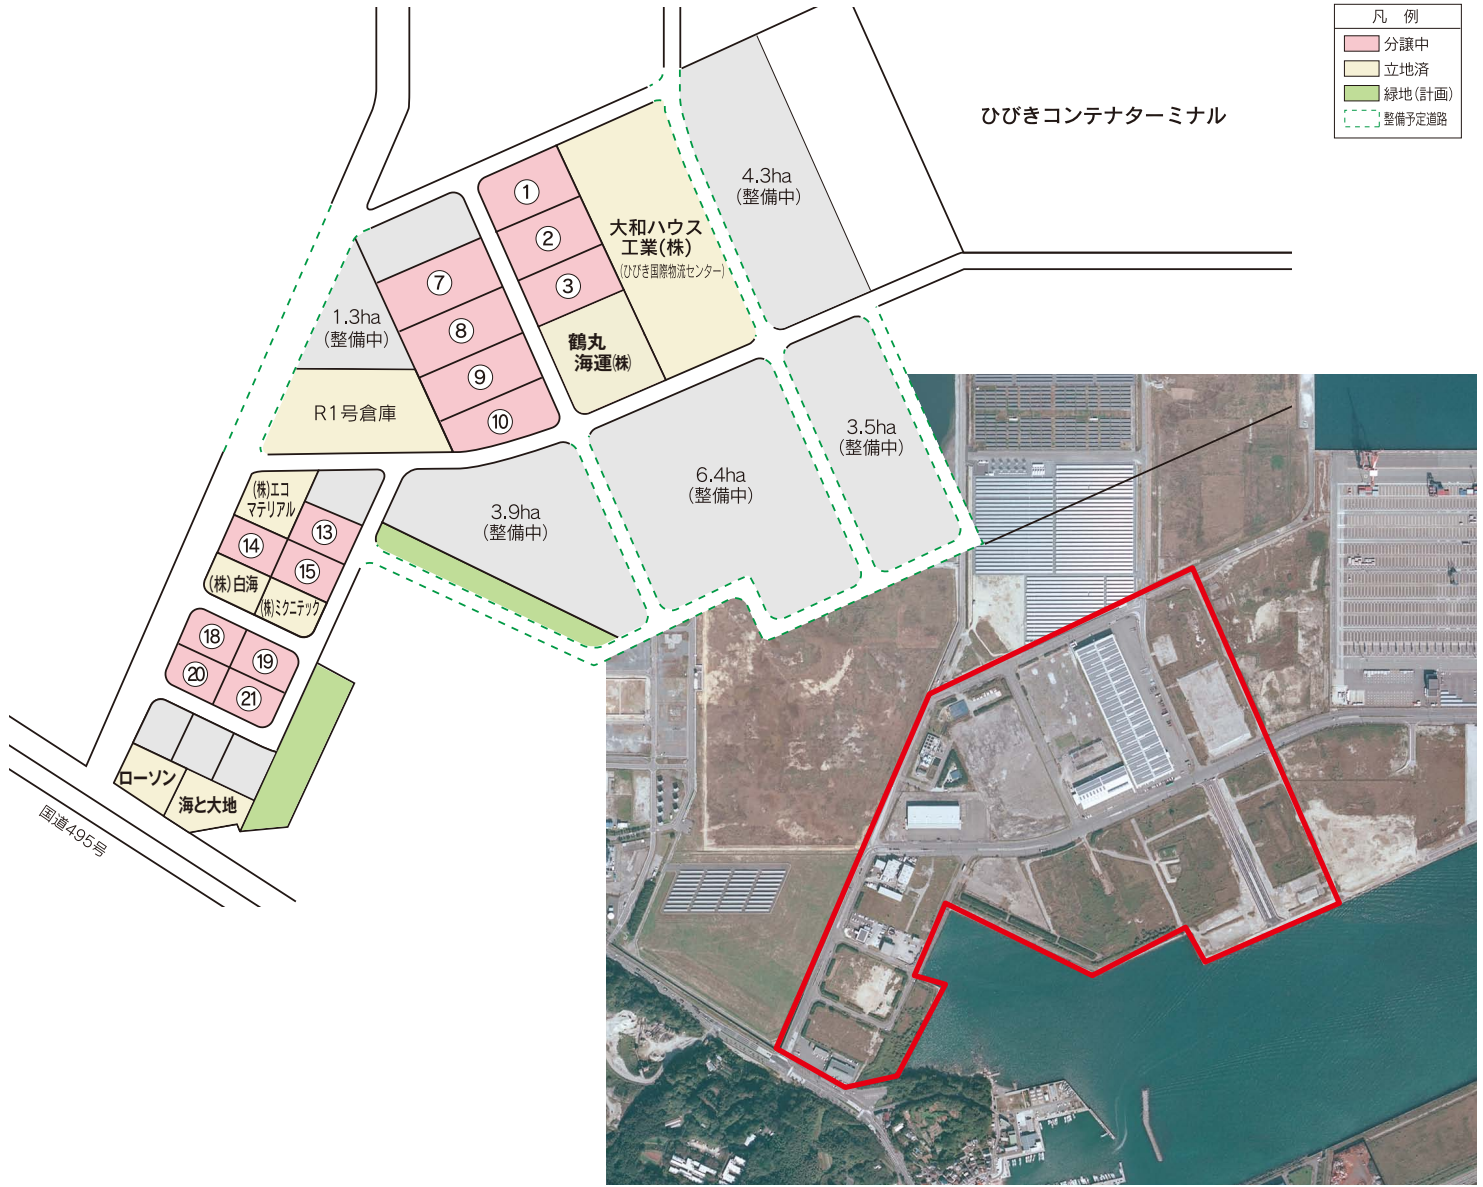 凡 例
分譲中
立地済
緑地(計画)
整備予定道路
ひびきコンテナターミナル
4.3ha
(整備中)
①
②
③
大和ハウス
工業(株)
(ひびき国際物流センター)
鶴丸
海運(株)
⑦
⑧
⑨
⑩
1.3ha
(整備中)
R1号倉庫
3.5ha
(整備中)
6.4ha
(整備中)
3.9ha
(整備中)
(株)エコ
マテリアル
⑬
⑭
⑮
(株)白海
(株)ミクニテック
⑱
⑲
⑳
㉑
ローソン
海と大地
国道495号